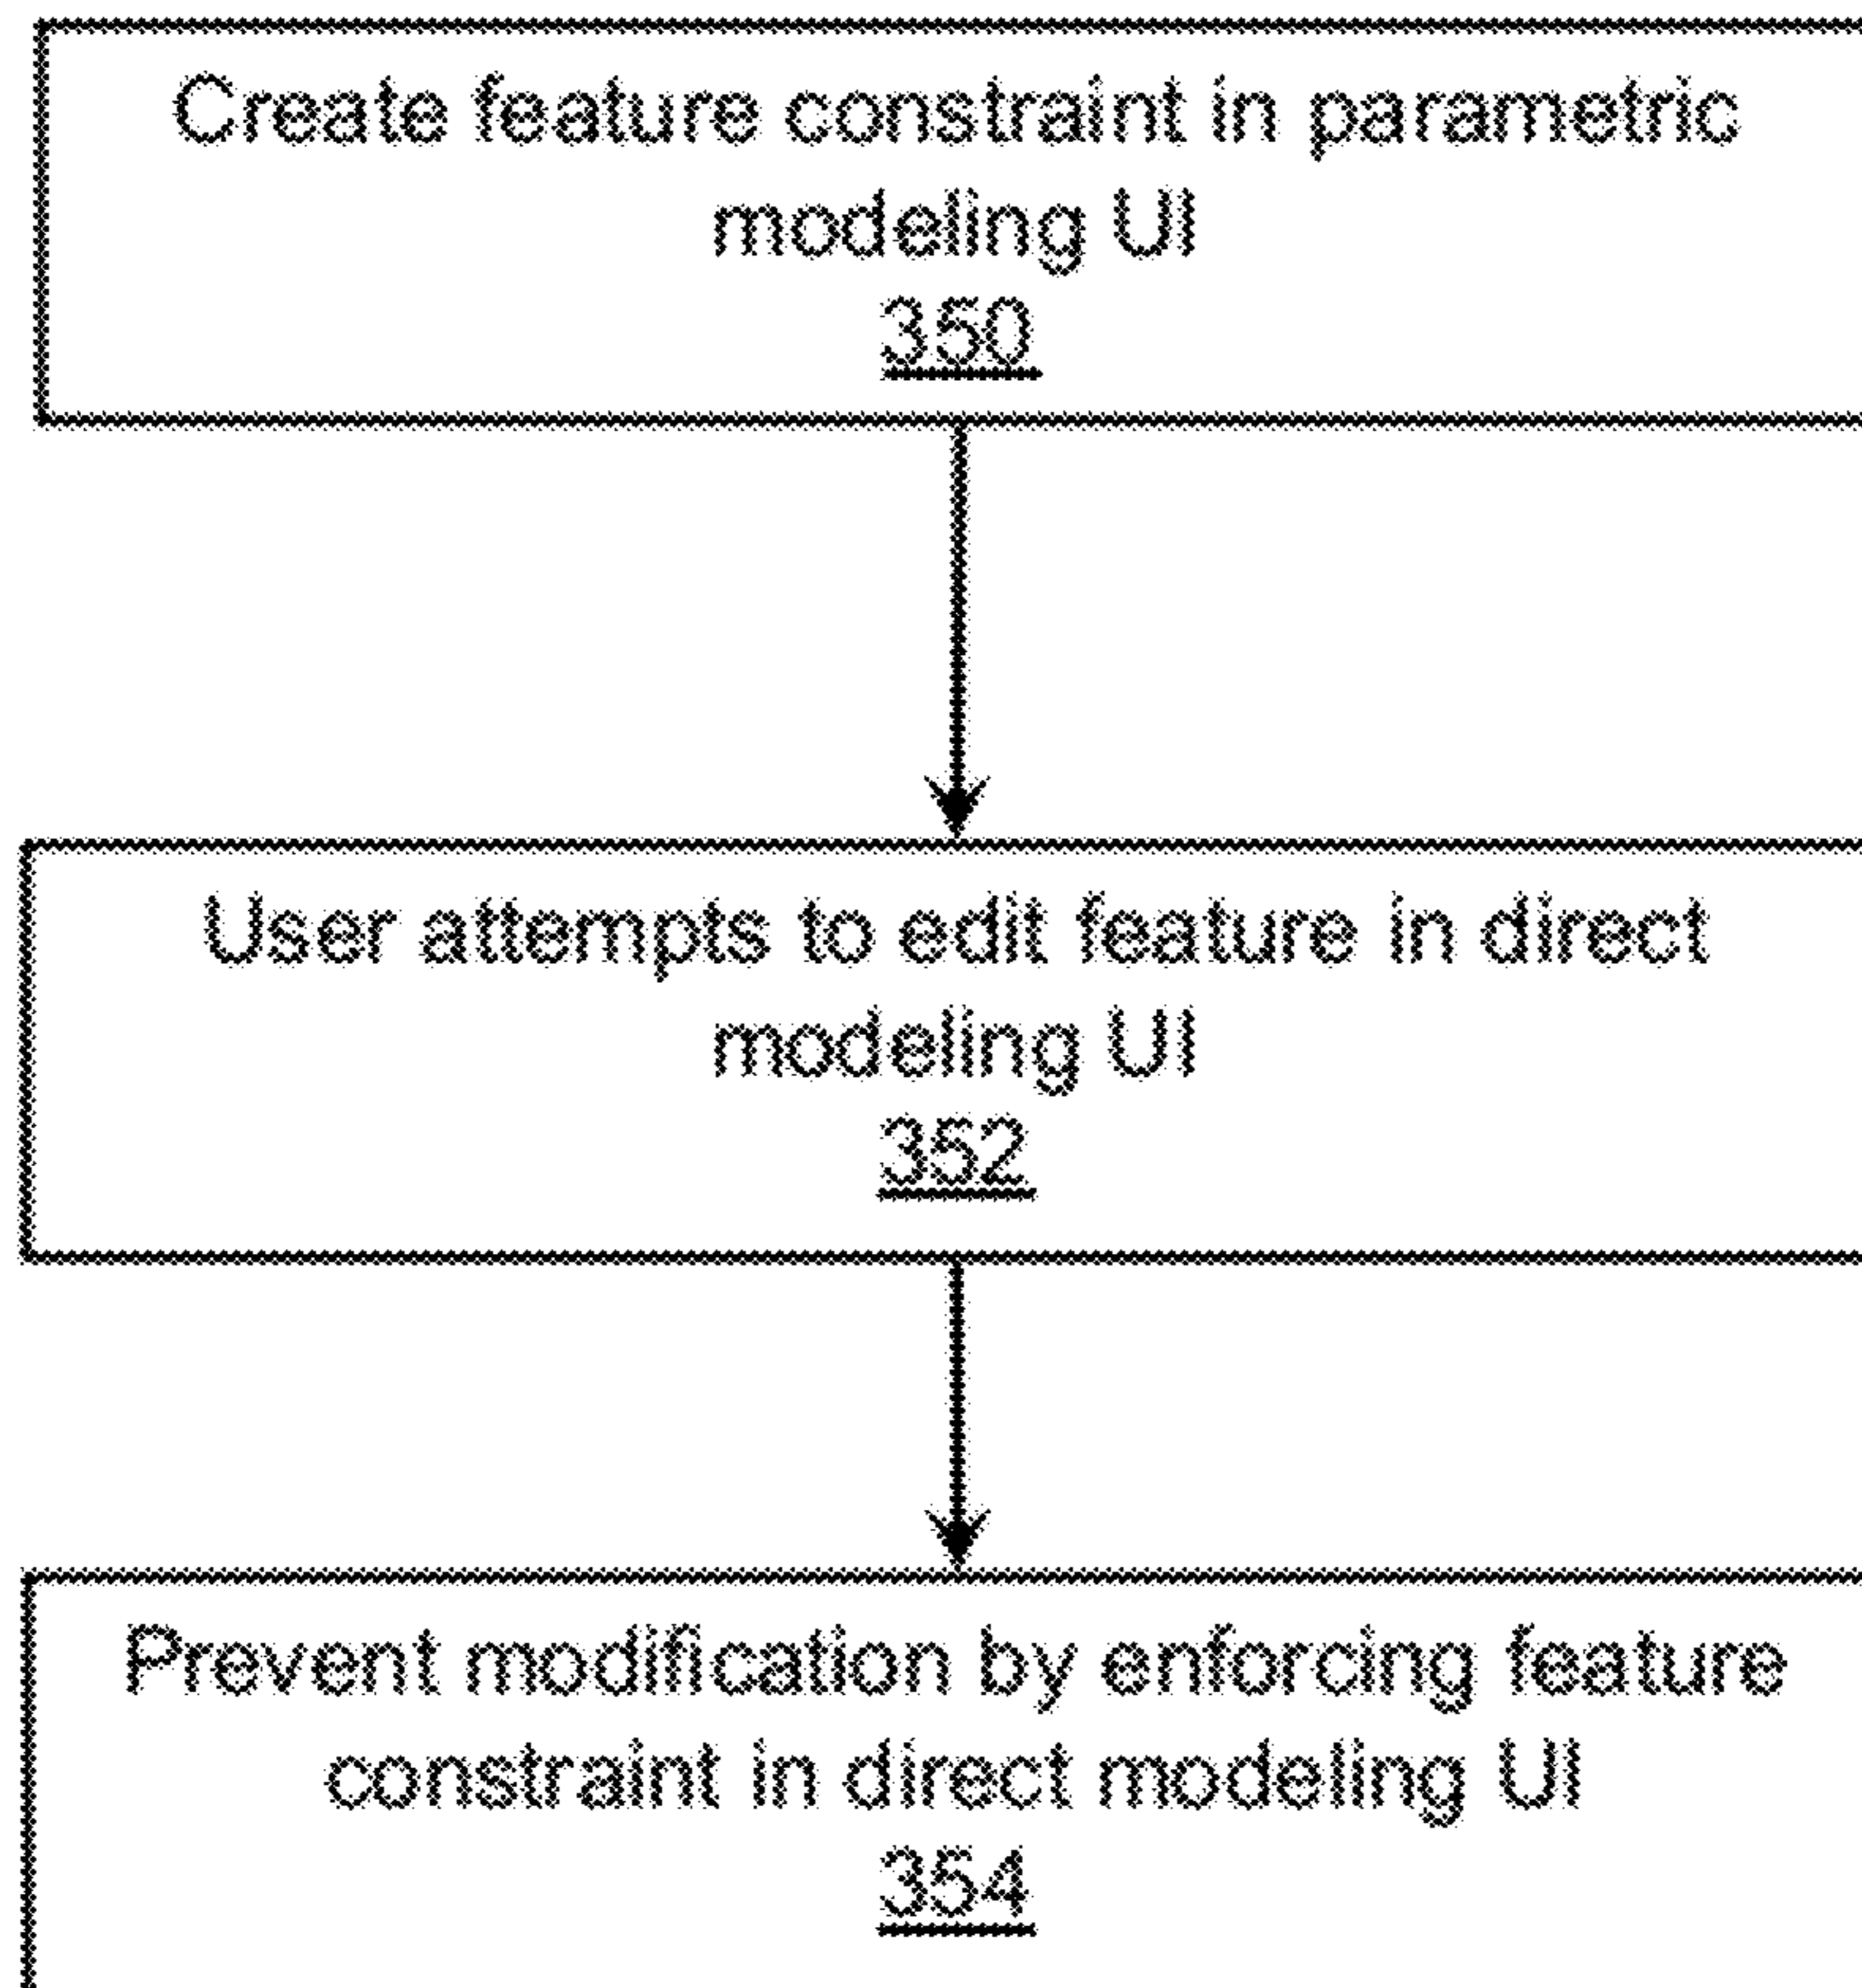 Create feature constraint in parametric
modeling UI
350
User attempts to edit feature in direct
modeling UI
352
Prevent modification by enforcing feature
constraint in direct modeling UI
354